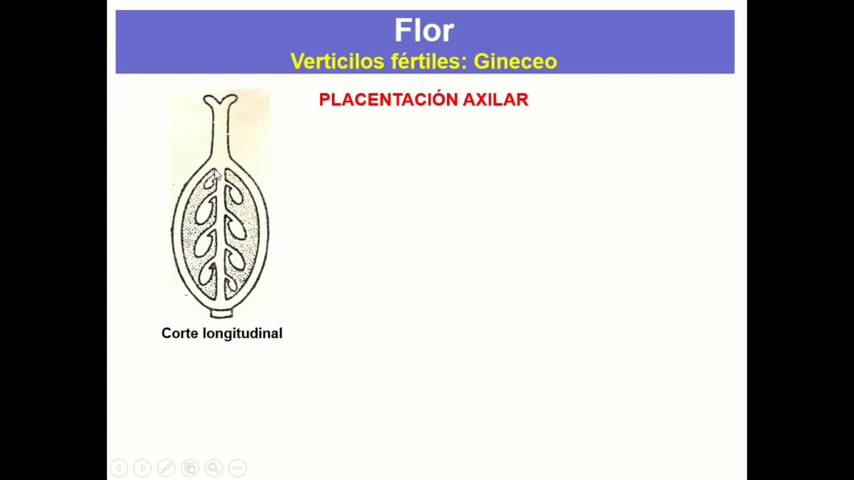 Flor
Verticilos fértiles: Gineceo
PLACENTACIÓN AXILAR
Corte longitudinal